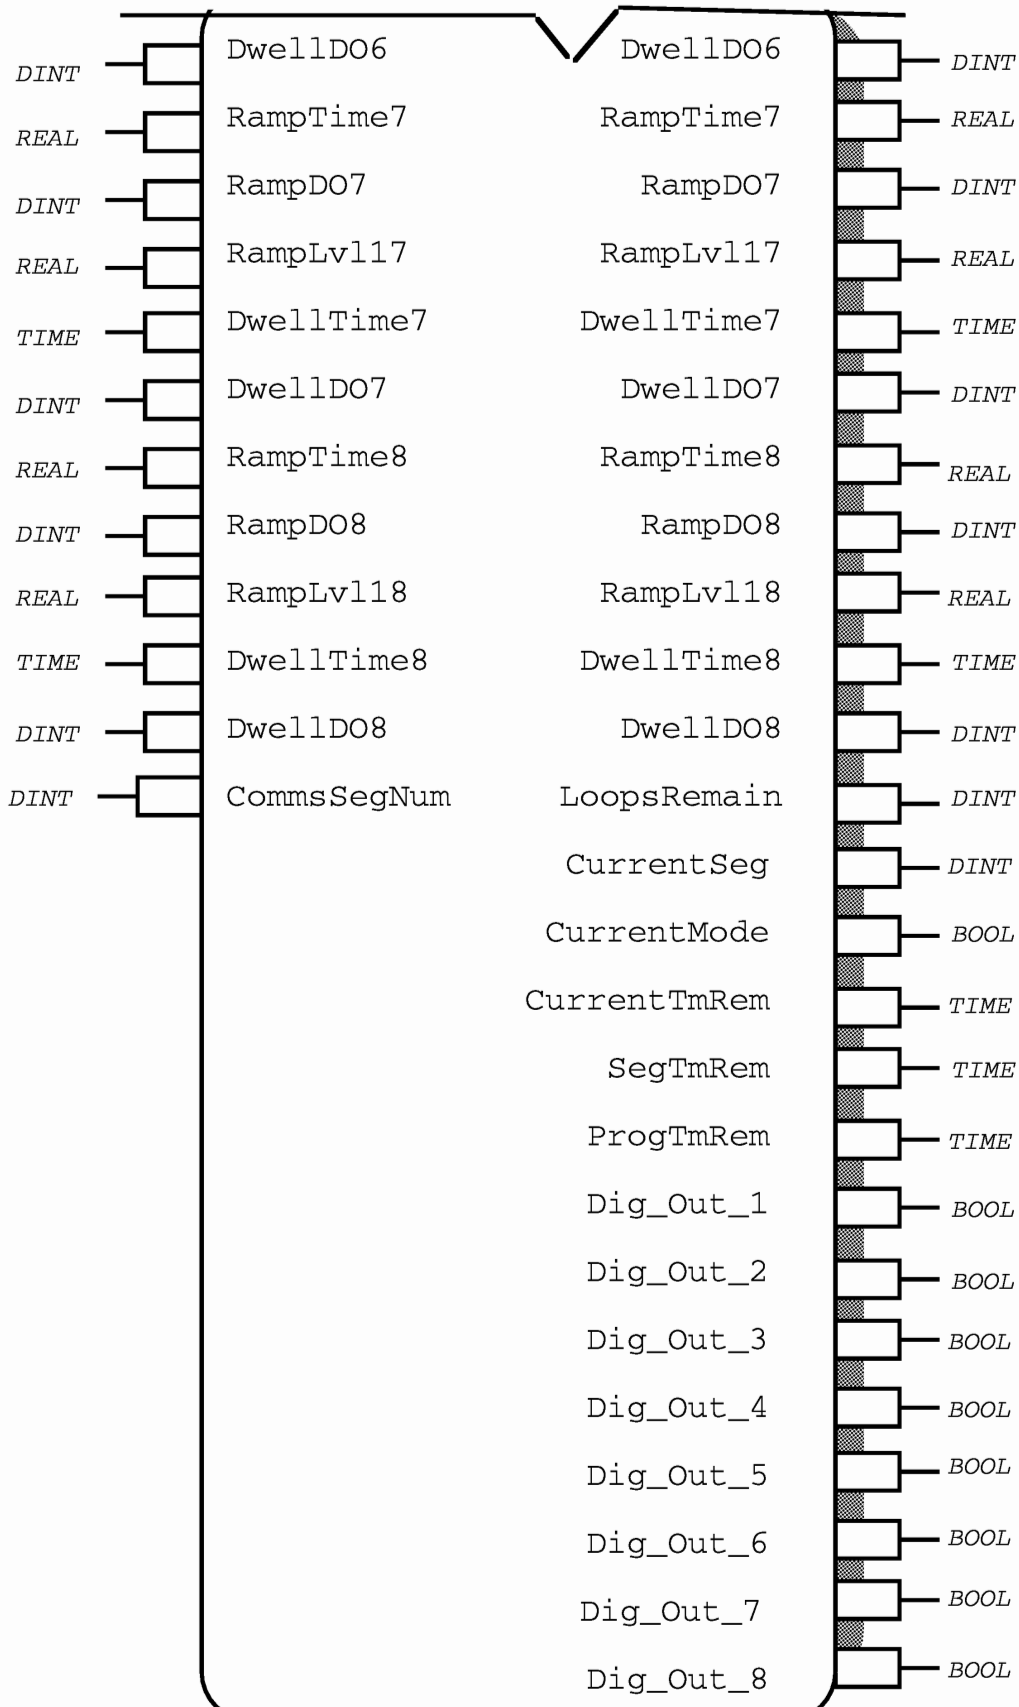 DINT DwellDO6 DwellDO6 DINT
REAL RampTime7 RampTime7 REAL
DINT RampDO7 RampDO7 DINT
REAL RampLvl17 RampLvl17 REAL
TIME DwellTime7 DwellTime7 TIME
DINT DwellDO7 DwellDO7 DINT
REAL RampTime8 RampTime8 REAL
DINT RampDO8 RampDO8 DINT
REAL RampLvl18 RampLvl18 REAL
TIME DwellTime8 DwellTime8 TIME
DINT DwellDO8 DwellDO8 DINT
DINT CommsSegNum LoopsRemain DINT
CurrentSeg DINT
CurrentMode BOOL
CurrentTmRem TIME
SegTmRem TIME
ProgTmRem TIME
Dig_Out_1 BOOL
Dig_Out_2 BOOL
Dig_Out_3 BOOL
Dig_Out_4 BOOL
Dig_Out_5 BOOL
Dig_Out_6 BOOL
Dig_Out_7 BOOL
Dig_Out_8 BOOL